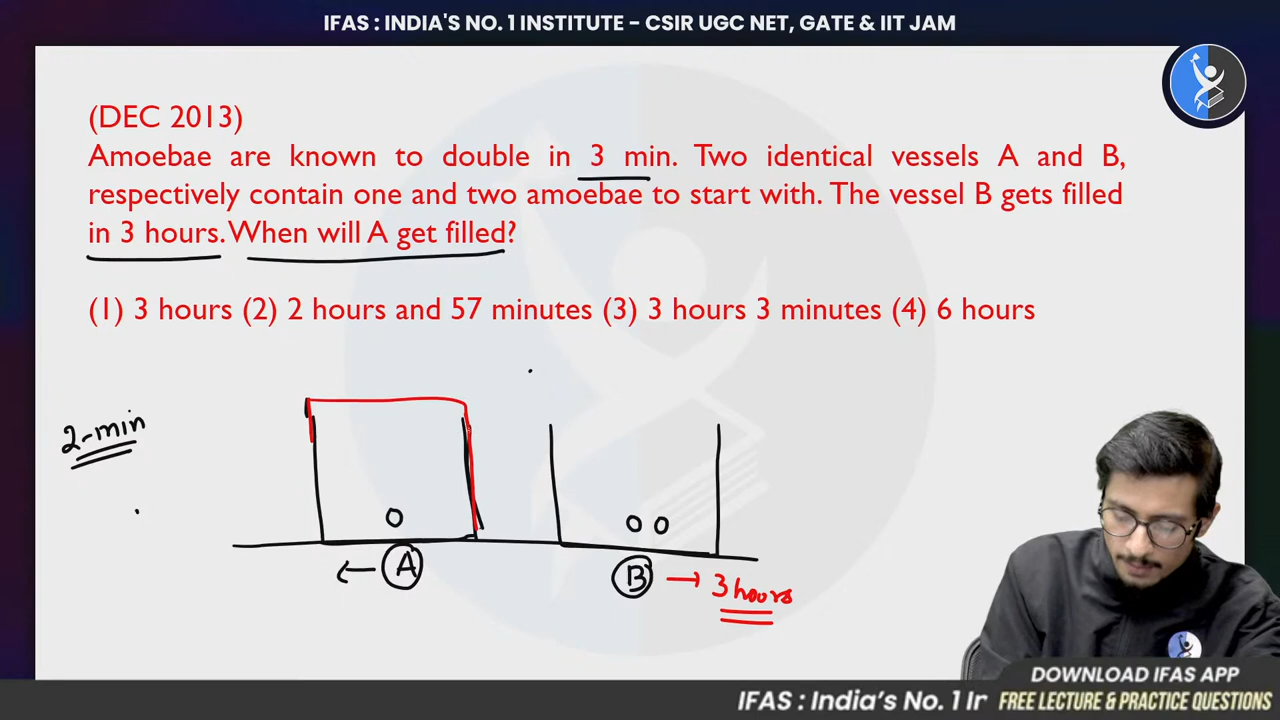 IFAS : INDIA'S NO. 1 INSTITUTE - CSIR UGC NET, GATE & IIT JAM
(DEC 2013)
Amoebae are known to double in 3 min. Two identical vessels A and B,
respectively contain one and two amoebae to start with. The vessel B gets filled
in 3 hours. When will A get filled?
(1) 3 hours (2) 2 hours and 57 minutes (3) 3 hours 3 minutes (4) 6 hours
2-min
A
B → 3 hours
DOWNLOAD IFAS APP
IFAS : India's No. 1 Ir FREE LECTURE & PRACTICE QUESTIONS